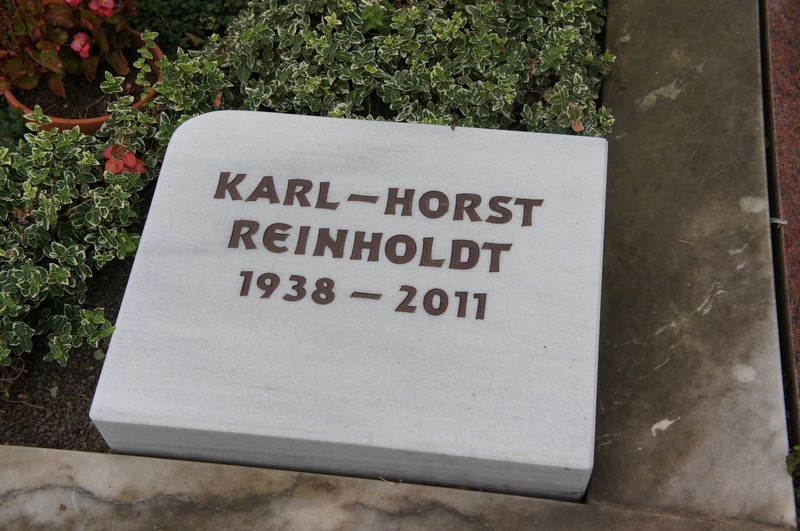 KARL–HORST
REINHOLDT
1938 – 2011